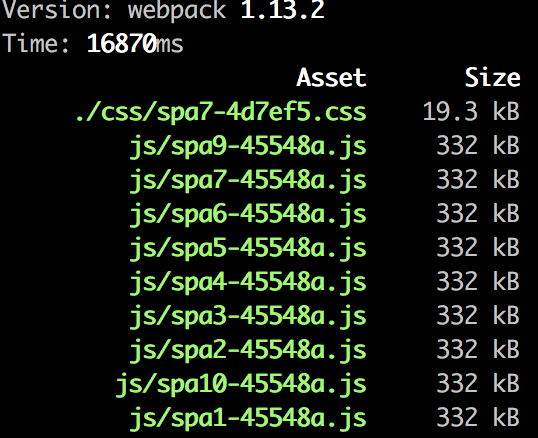 Version: webpack 1.13.2
Time: 16870ms
Asset Size
./css/spa7-4d7ef5.css 19.3 kB
js/spa9-45548a.js 332 kB
js/spa7-45548a.js 332 kB
js/spa6-45548a.js 332 kB
js/spa5-45548a.js 332 kB
js/spa4-45548a.js 332 kB
js/spa3-45548a.js 332 kB
js/spa2-45548a.js 332 kB
js/spa10-45548a.js 332 kB
js/spa1-45548a.js 332 kB